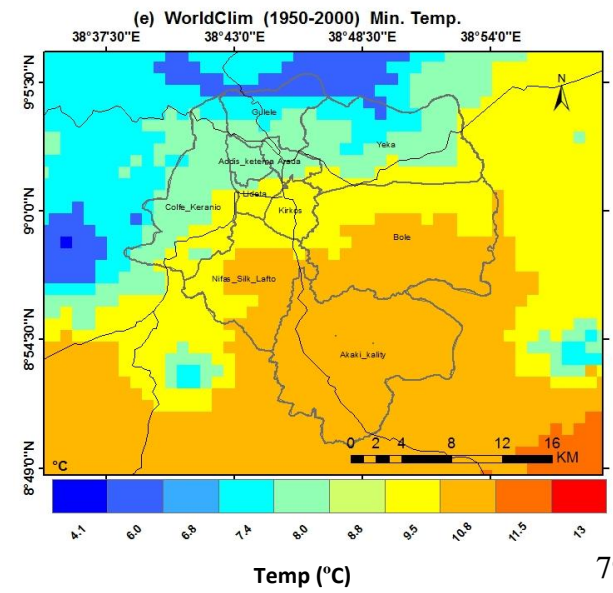 (e) WorldClim (1950-2000) Min. Temp.
38°37'30"E 38°43'0"E 38°48'30"E 38°54'0"E
9°5'30"N
9°0'0"N
8°54'30"N
8°49'0"N
N
Gulele
Yeka
Addis_ketema Arada
Lideta
Colfe_Keranio
Kirkos
Bole
Nifas_Silk_Lafto
Akaki_kality
0 2 4 8 12 16
KM
°C
4.1 6.0 6.8 7.4 8.0 8.8 9.5 10.8 11.5 13
Temp (°C)
7